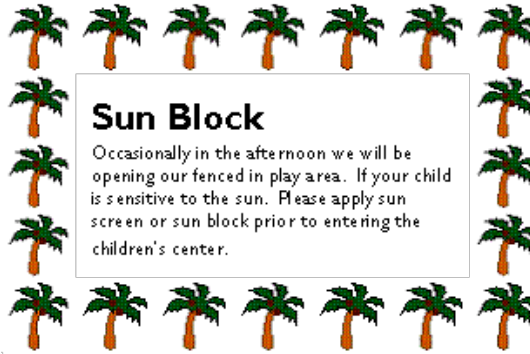 Sun Block
Occasionally in the afternoon we will be
opening our fenced in play area. If your child
is sensitive to the sun. Please apply sun
screen or sun block prior to entering the
children's center.